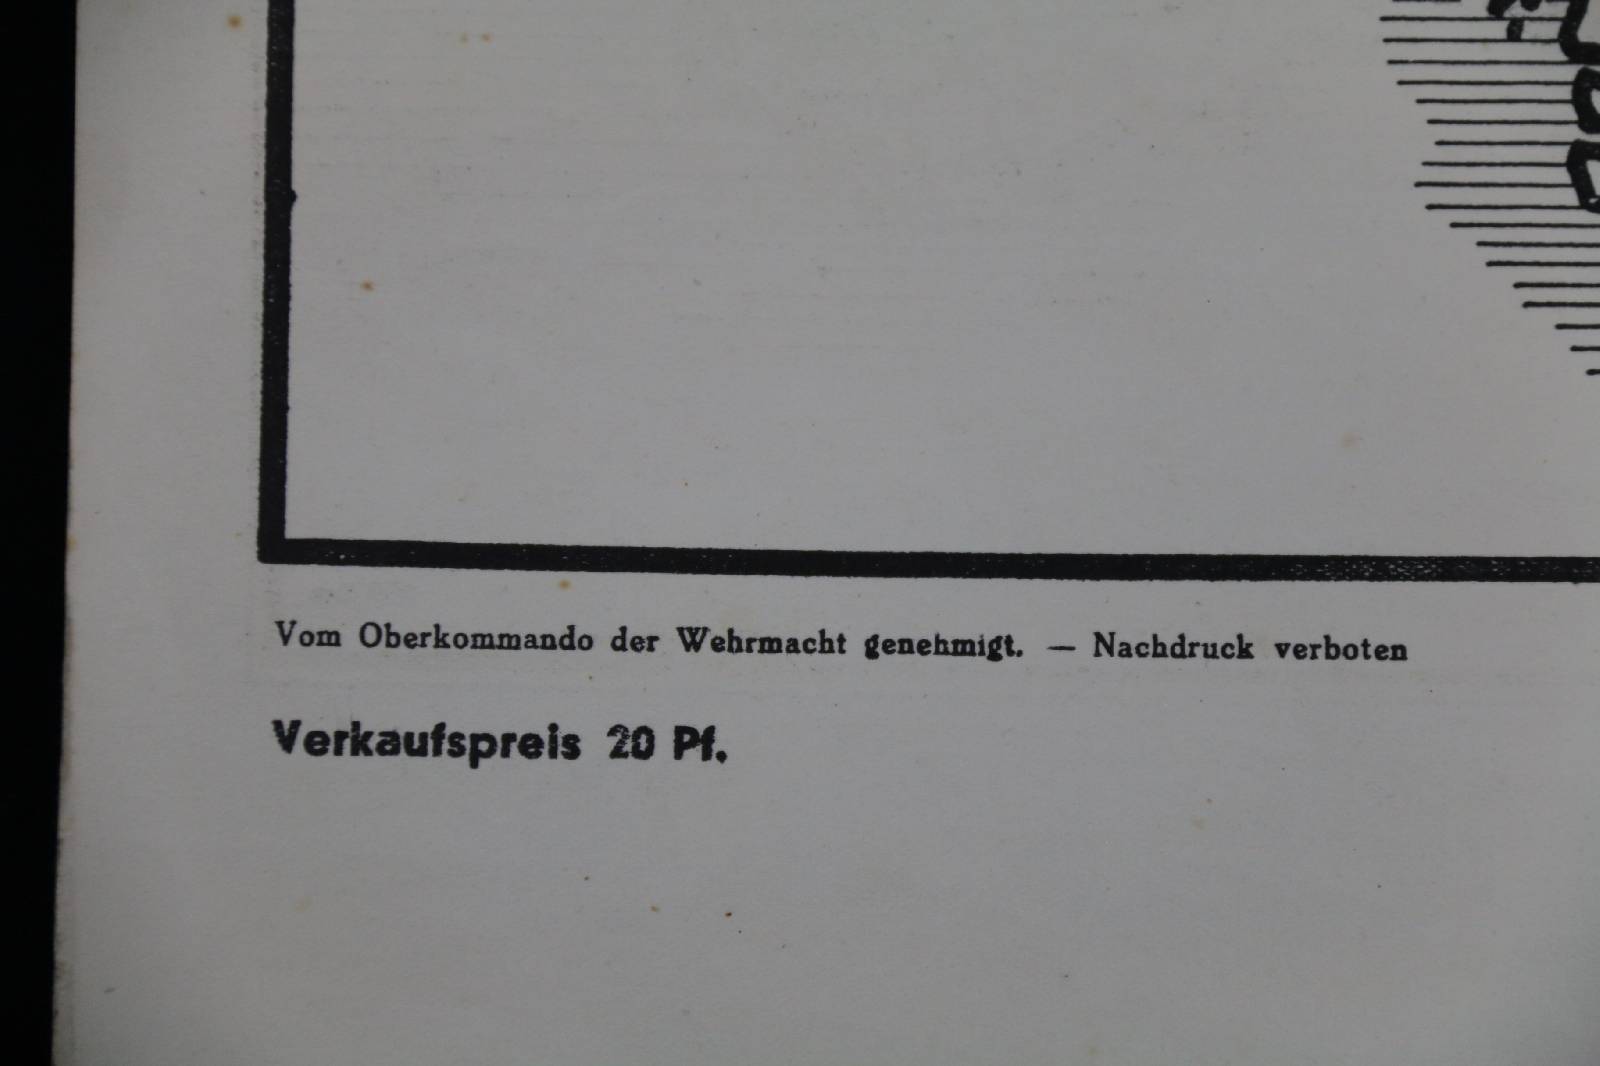 Vom Oberkommando der Wehrmacht genehmigt. — Nachdruck verboten
Verkaufspreis 20 Pf.